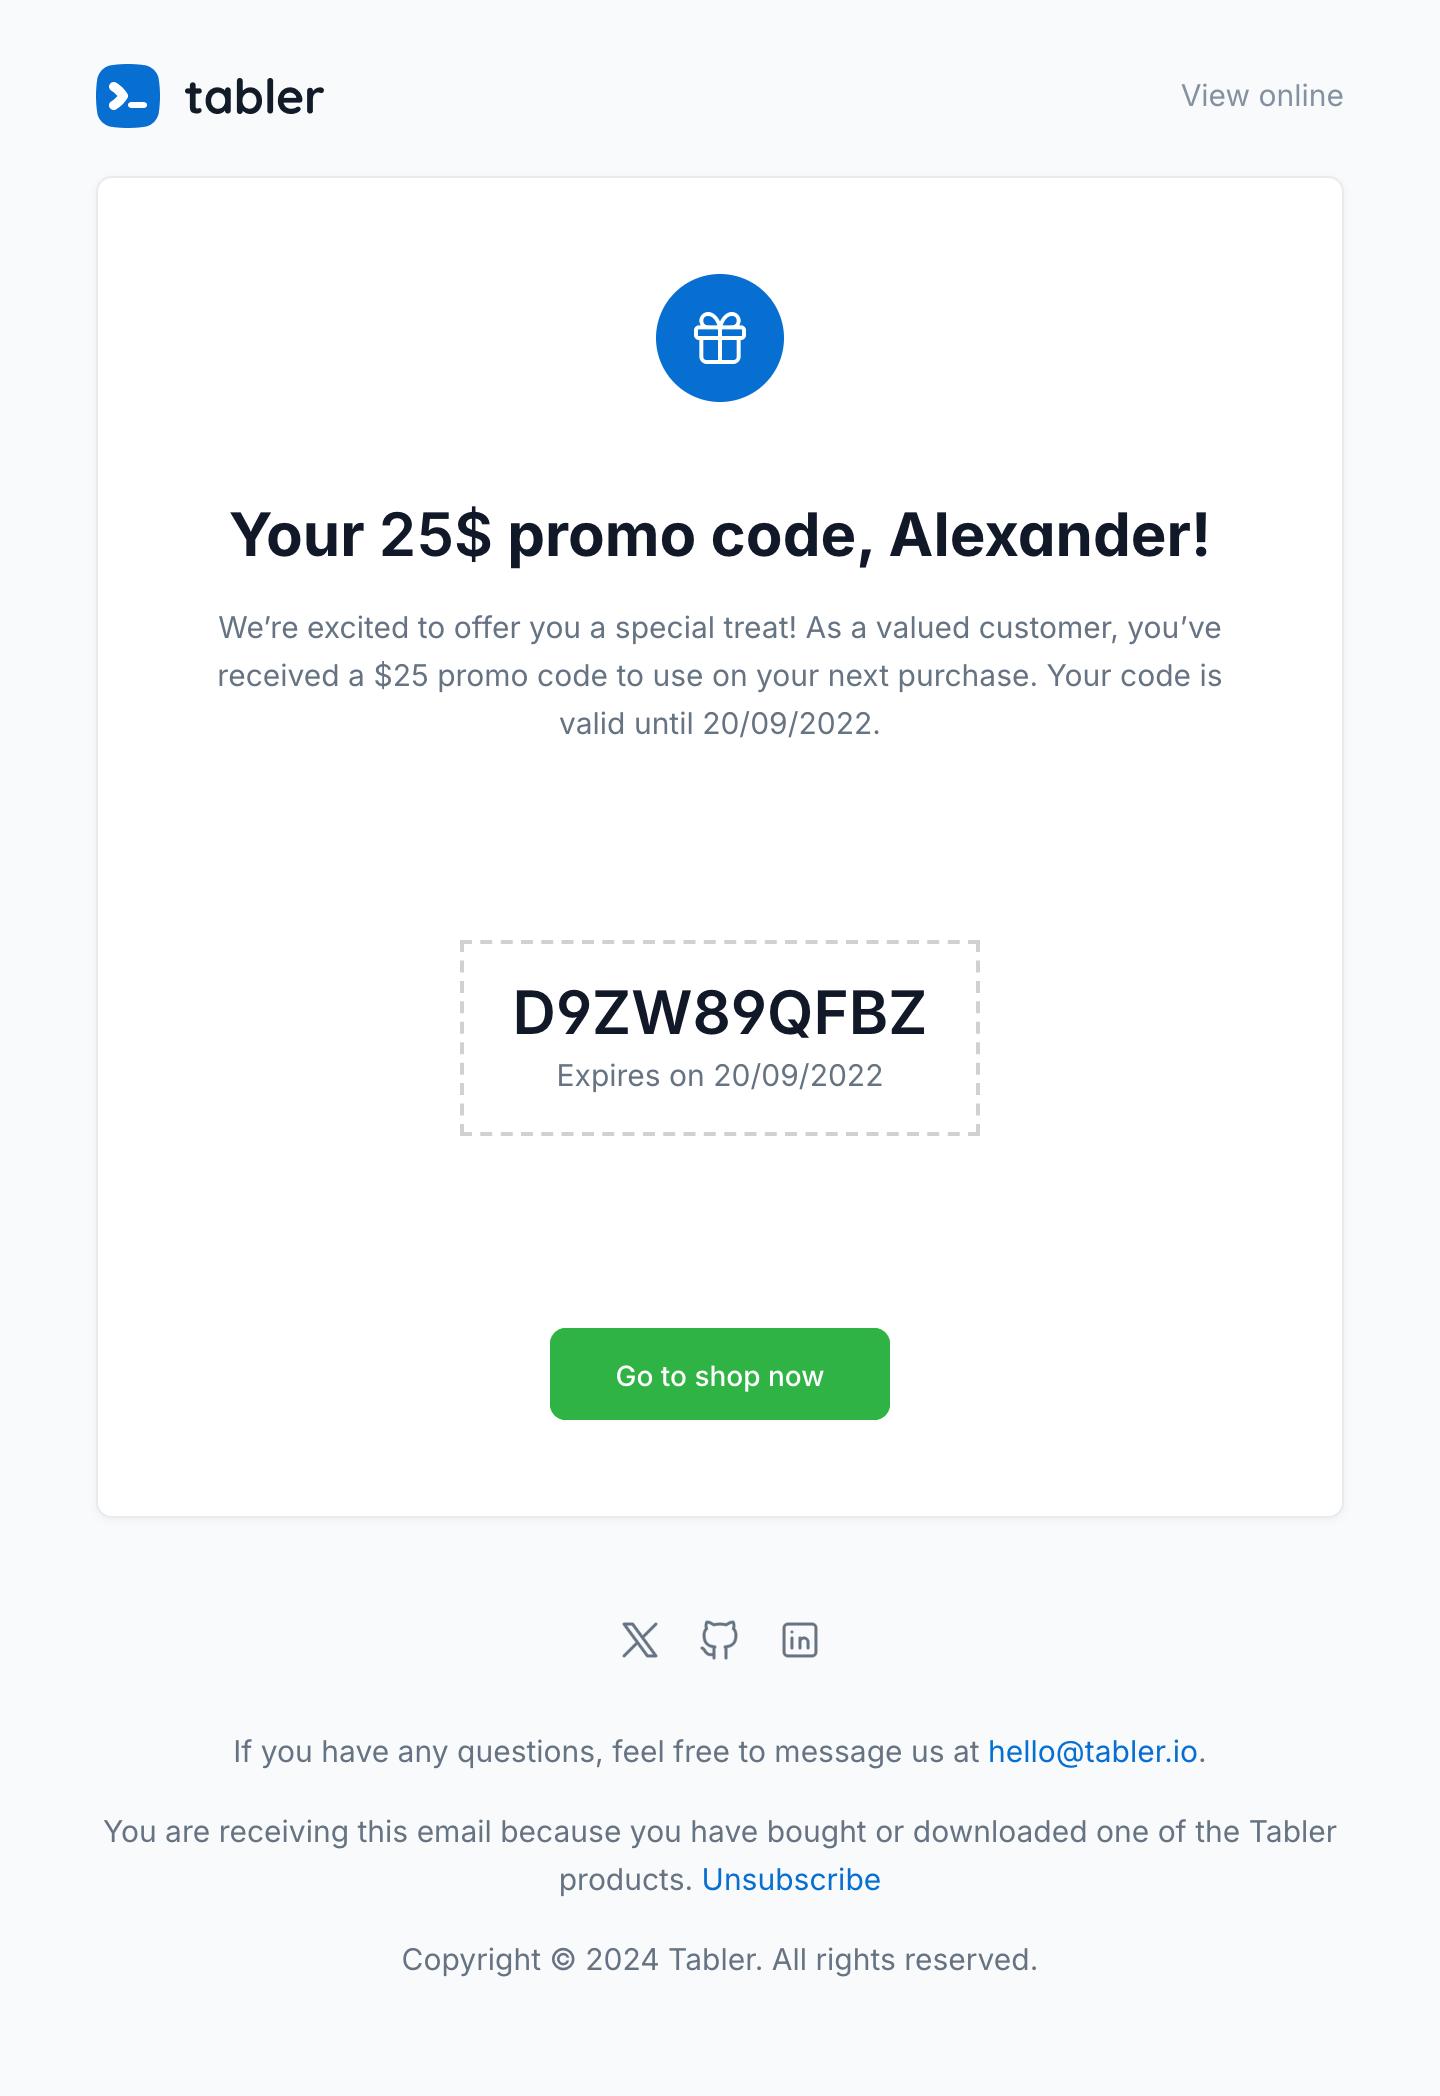 tabler
View online
Your 25$ promo code, Alexander!
We’re excited to offer you a special treat! As a valued customer, you’ve
received a $25 promo code to use on your next purchase. Your code is
valid until 20/09/2022.
D9ZW89QFBZ
Expires on 20/09/2022
Go to shop now
If you have any questions, feel free to message us at hello@tabler.io.
You are receiving this email because you have bought or downloaded one of the Tabler
products. Unsubscribe
Copyright © 2024 Tabler. All rights reserved.